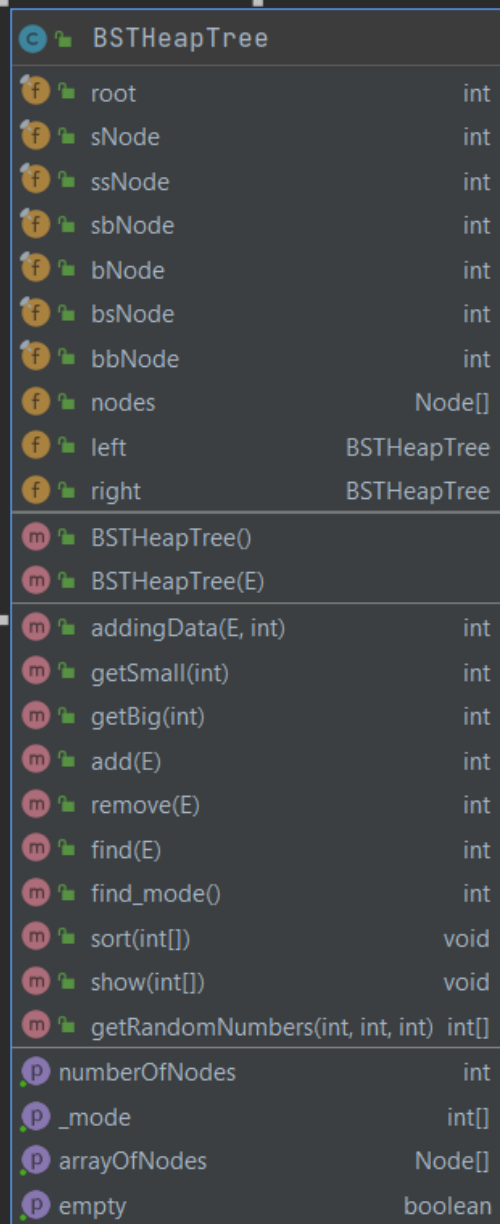 C BSTHeapTree
f root int
f sNode int
f ssNode int
f sbNode int
f bNode int
f bsNode int
f bbNode int
f nodes Node[]
f left BSTHeapTree
f right BSTHeapTree
m BSTHeapTree()
m BSTHeapTree(E)
m addingData(E, int) int
m getSmall(int) int
m getBig(int) int
m add(E) int
m remove(E) int
m find(E) int
m find_mode() int
m sort(int[]) void
m show(int[]) void
m getRandomNumbers(int, int, int) int[]
p numberOfNodes int
p _mode int[]
p arrayOfNodes Node[]
p empty boolean